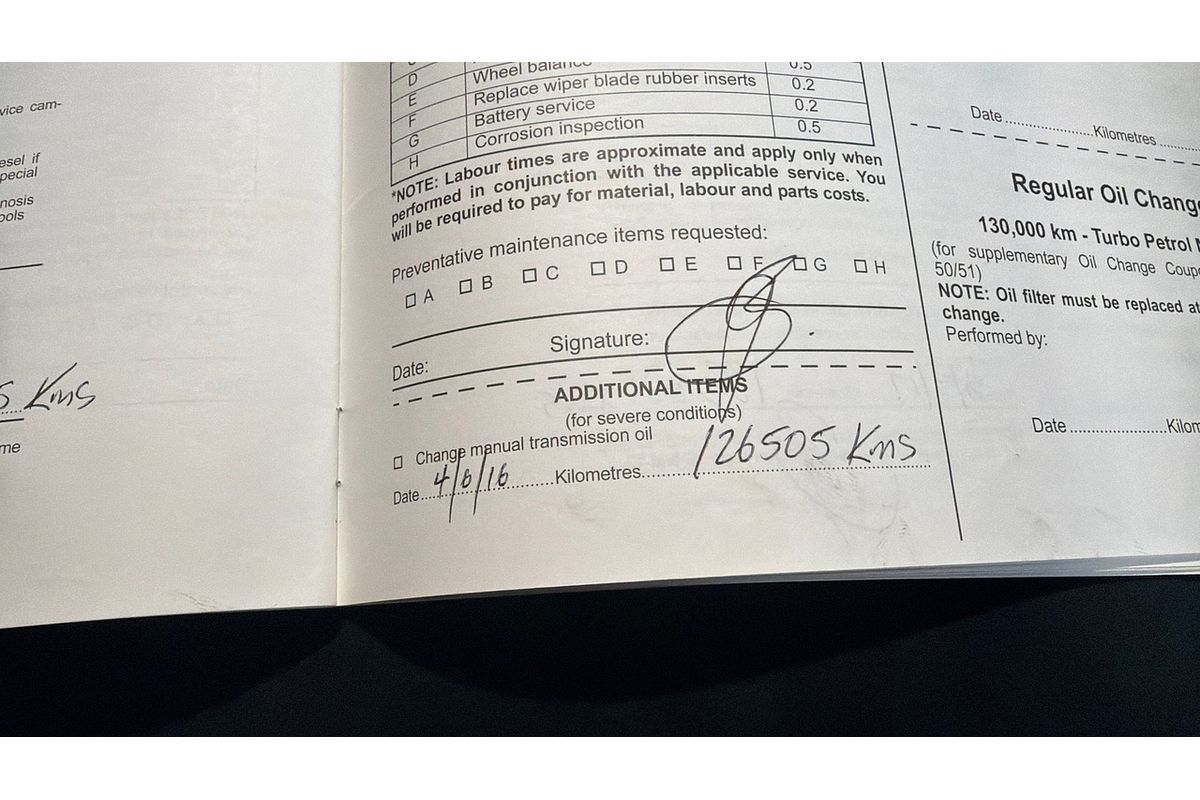 vice cam-
esel if
pecial
nosis
ools
5 Kms
me
D Wheel balance 0.5
E Replace wiper blade rubber inserts 0.2
F Battery service 0.2
G Corrosion inspection 0.5
H
*NOTE: Labour times are approximate and apply only when
performed in conjunction with the applicable service. You
will be required to pay for material, labour and parts costs.
Preventative maintenance items requested:
A B C D E F G H
Signature:
Date:
ADDITIONAL ITEMS
(for severe conditions)
Change manual transmission oil
Date 4/6/16 Kilometres 126505 Kms
Date Kilometres
Regular Oil Change
130,000 km - Turbo Petrol
(for supplementary Oil Change Coup
50/51)
NOTE: Oil filter must be replaced at
change.
Performed by:
Date Kilom